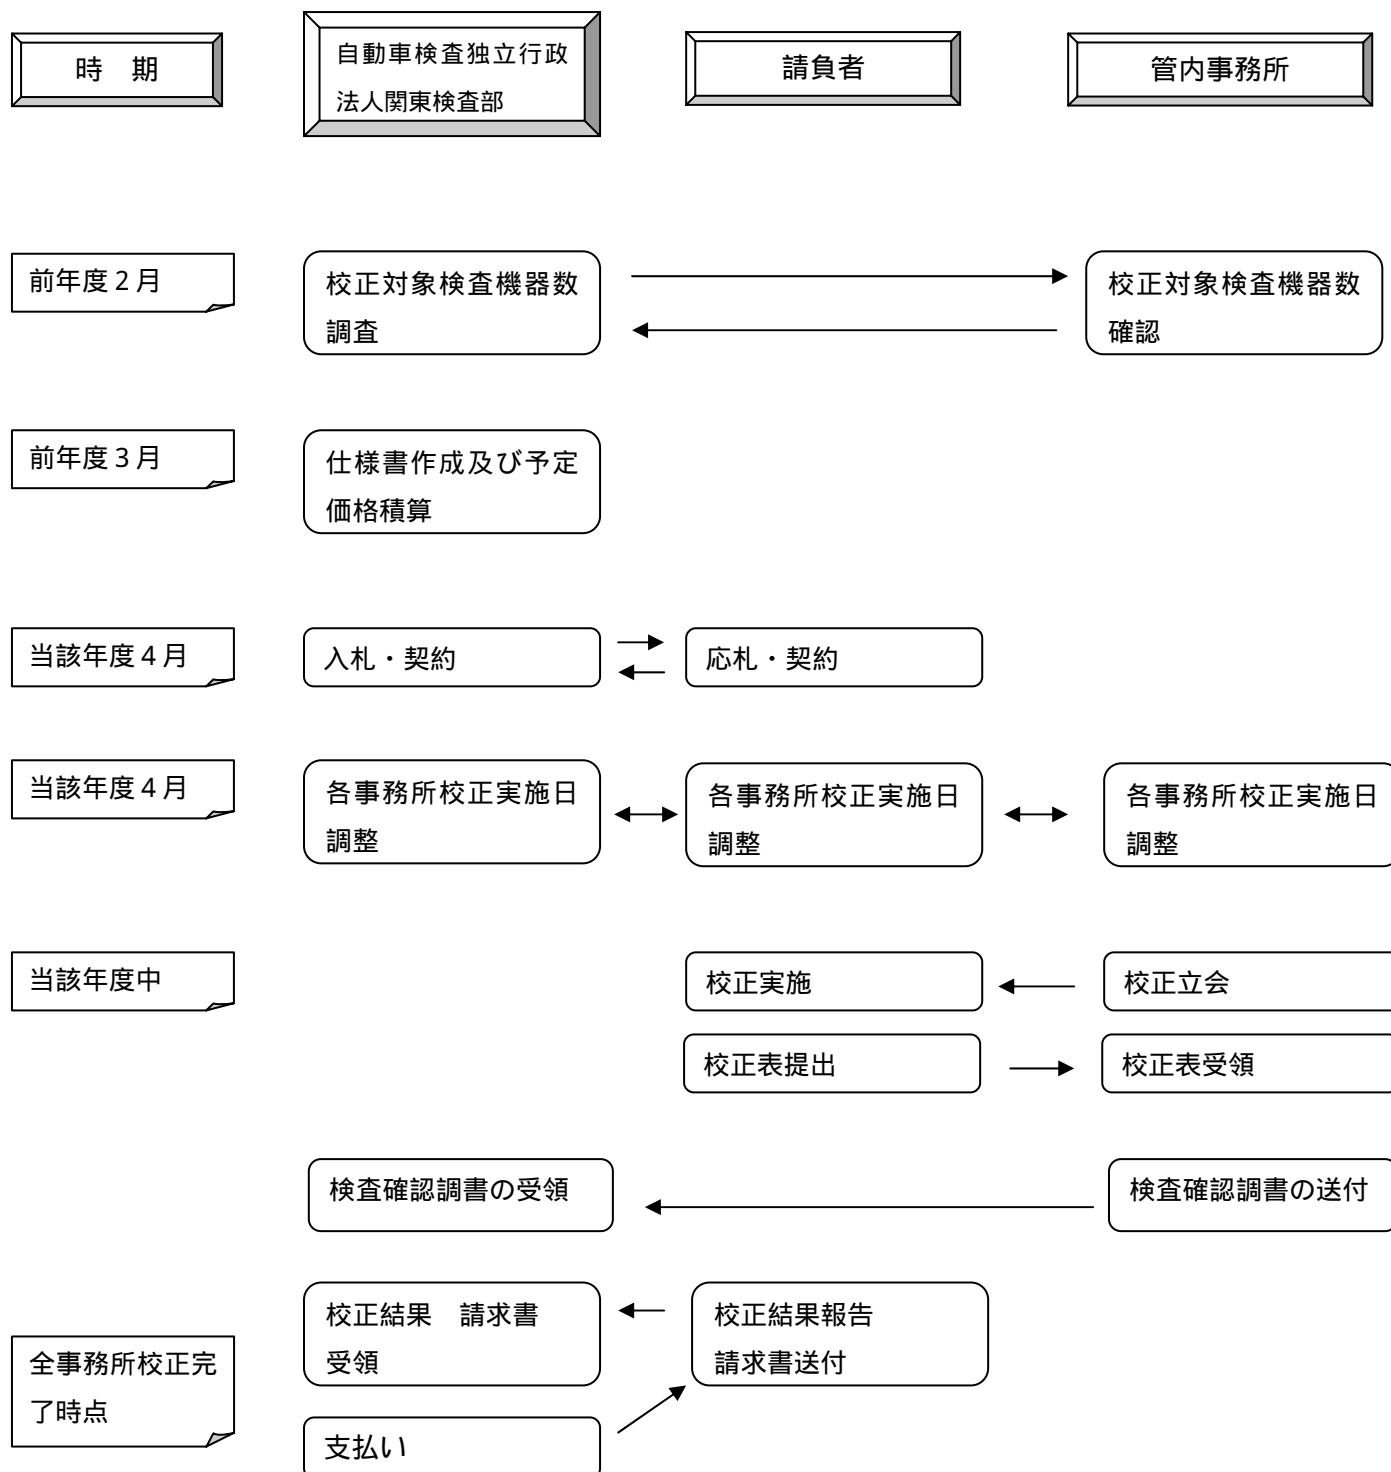 時　期
自動車検査独立行政
法人関東検査部
請負者
管内事務所
前年度２月
校正対象検査機器数
調査
校正対象検査機器数
確認
前年度３月
仕様書作成及び予定
価格積算
当該年度４月
入札・契約
応札・契約
当該年度４月
各事務所校正実施日
調整
各事務所校正実施日
調整
各事務所校正実施日
調整
当該年度中
校正実施
校正立会
校正表提出
校正表受領
検査確認調書の受領
検査確認調書の送付
全事務所校正完
了時点
校正結果　請求書
受領
校正結果報告
請求書送付
支払い